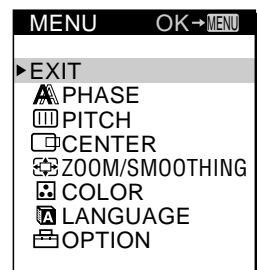 MENU OK→MENU
▶EXIT
PHASE
PITCH
CENTER
ZOOM/SMOOTHING
COLOR
LANGUAGE
OPTION